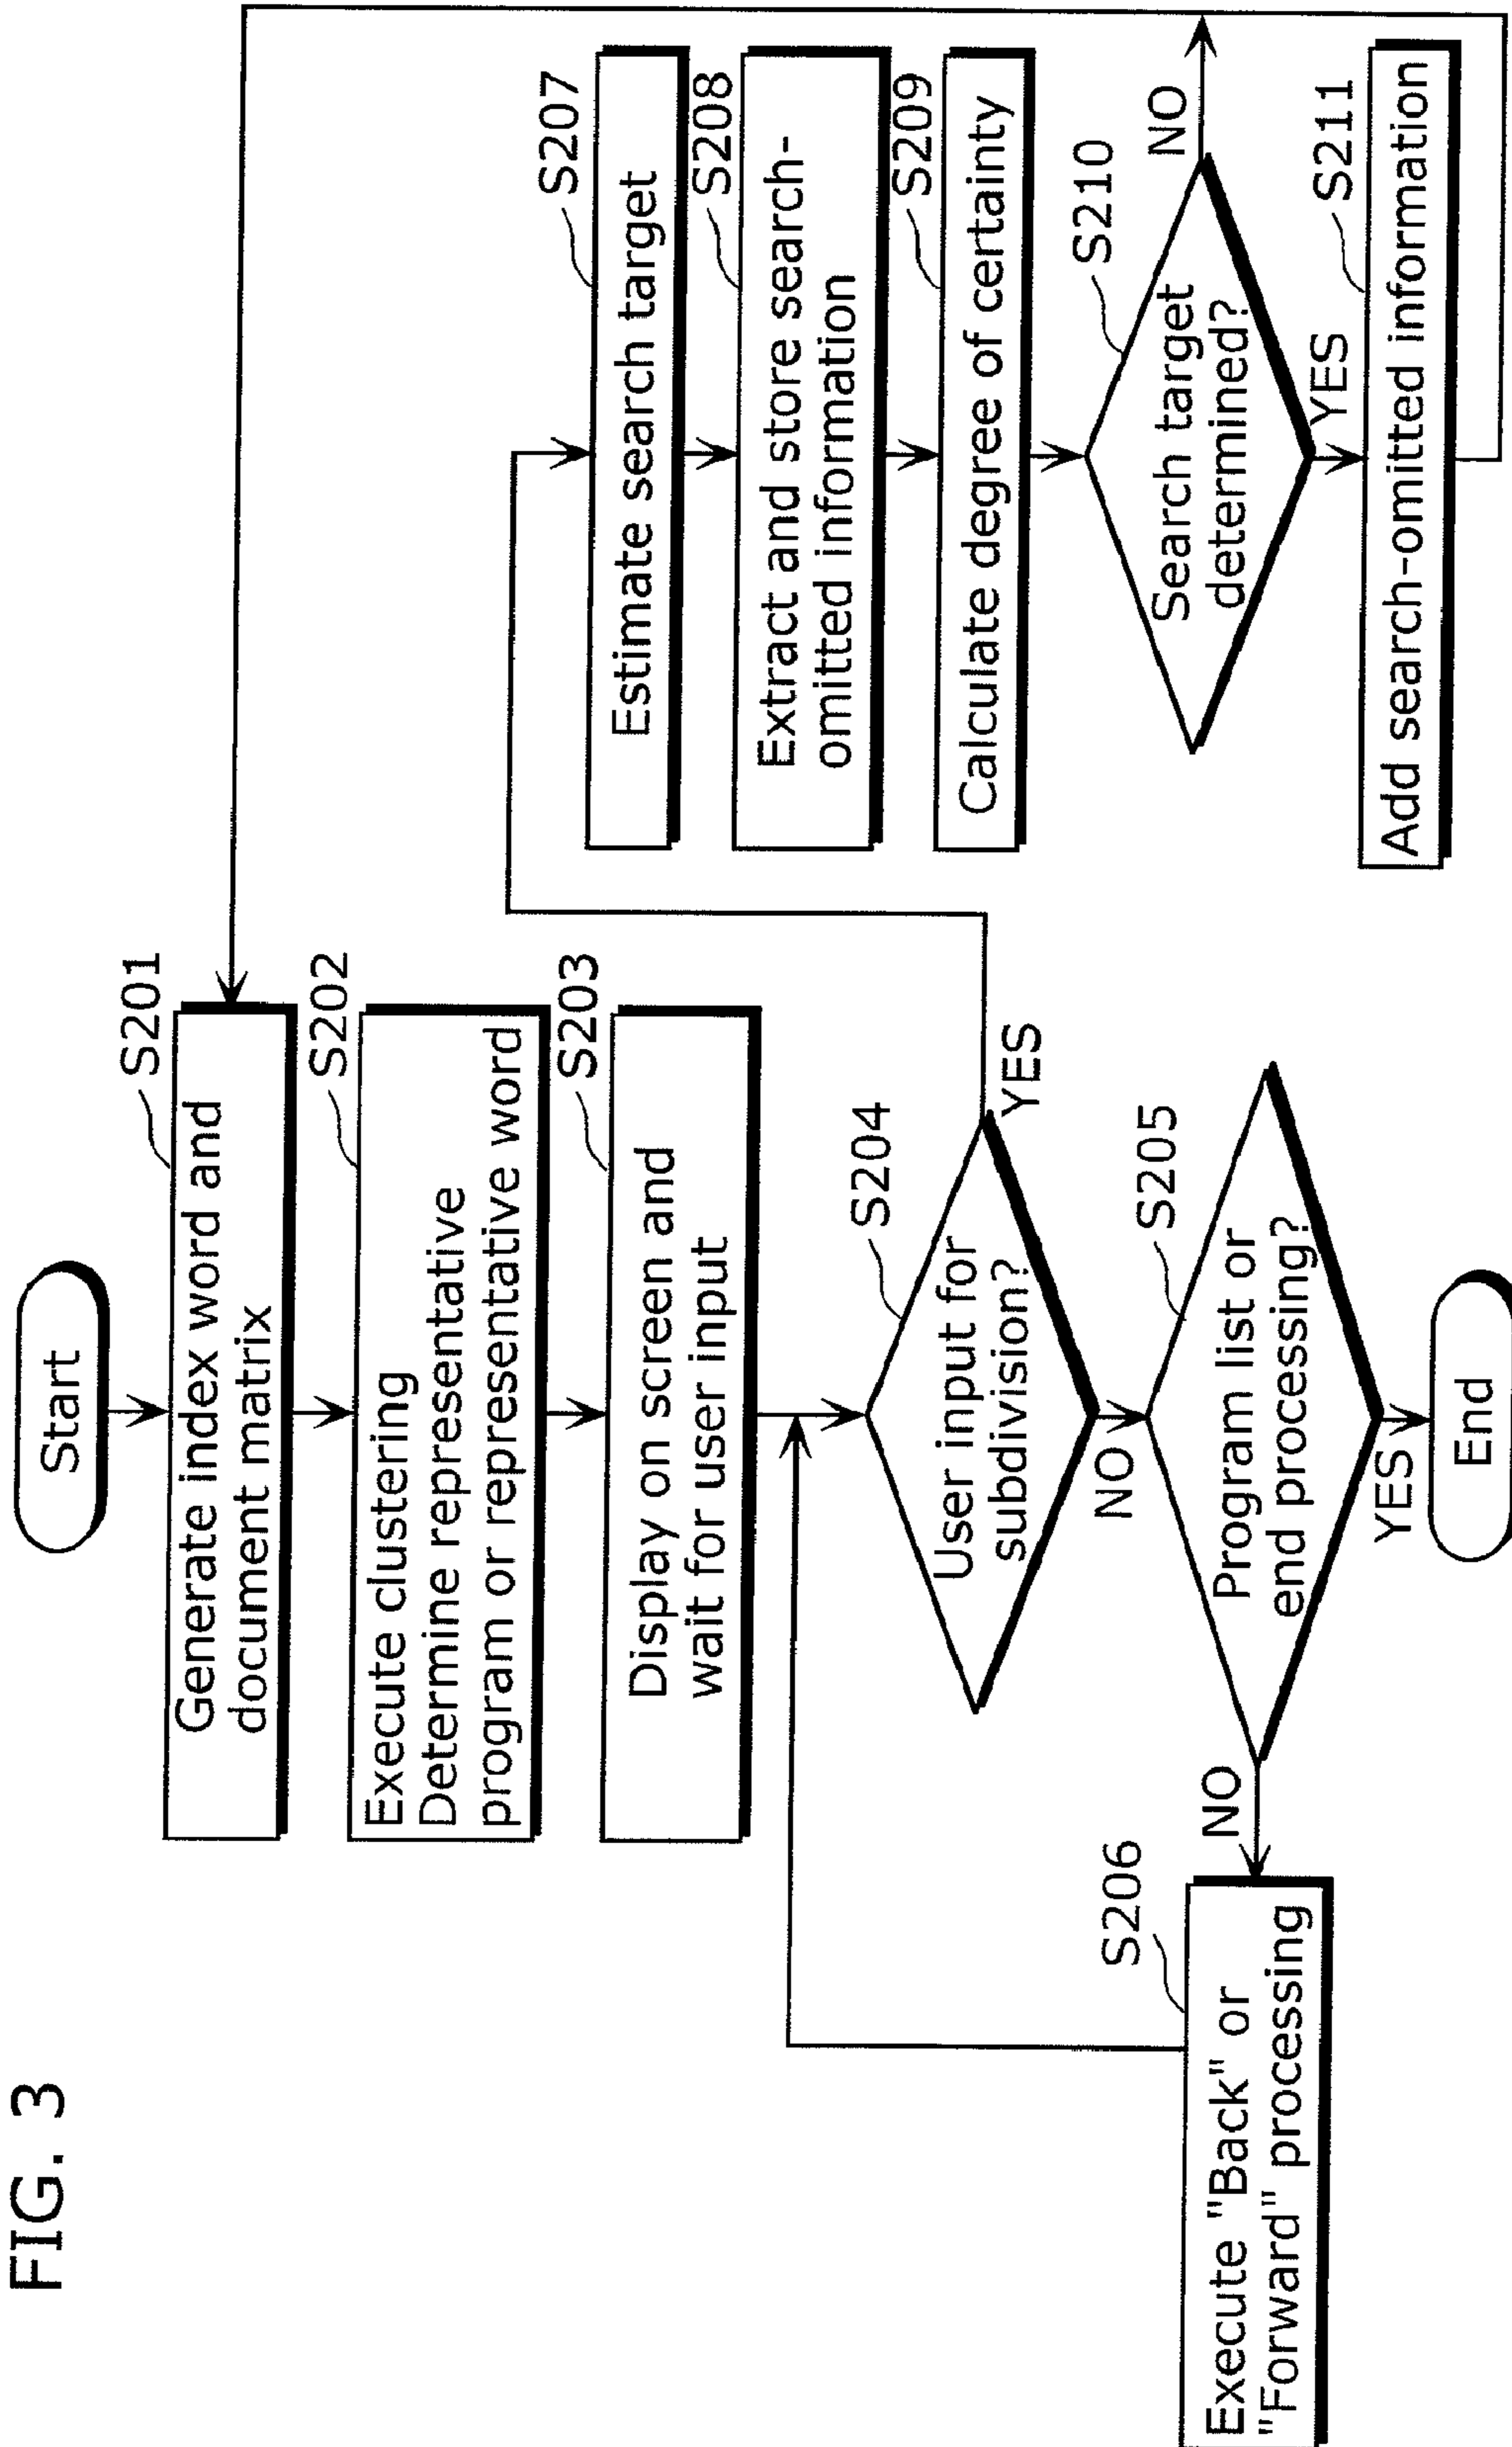 FIG. 3
Start
S201
Generate index word and
document matrix
S202
Execute clustering
Determine representative
program or representative word
S203
Display on screen and
wait for user input
S204
User input for
subdivision?
YES
NO
S205
Program list or
end processing?
NO
YES
End
S206
Execute "Back" or
"Forward" processing
S207
Estimate search target
S208
Extract and store search-
omitted information
S209
Calculate degree of certainty
S210
Search target
determined?
NO
YES
S211
Add search-omitted information